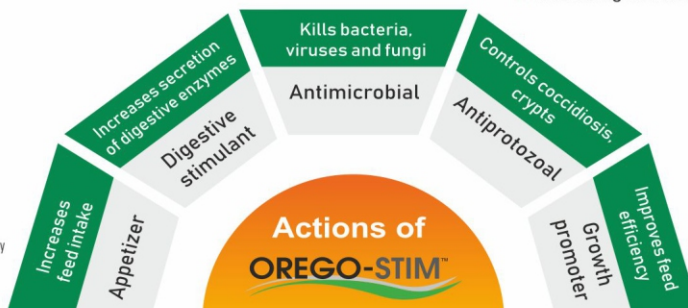 Increases
feed intake
Appetizer
Increases secretion
of digestive enzymes
Digestive
stimulant
Kills bacteria,
viruses and fungi
Antimicrobial
Controls coccidiosis,
crypts
Antiprotozoal
Improves feed
efficiency
Growth
promoter
Actions of
OREGO-STIM™